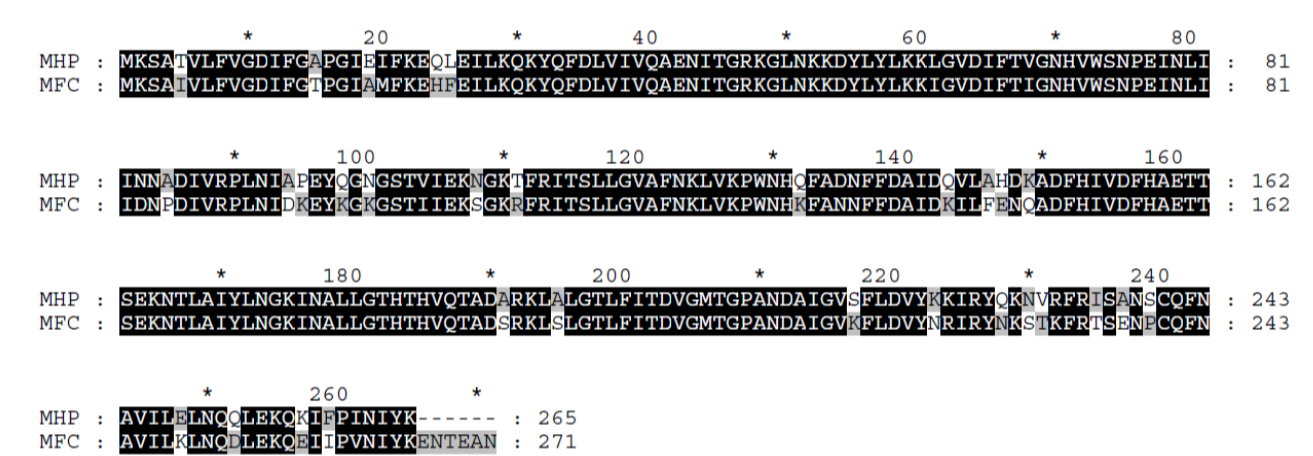 * 20 * 40 * 60 * 80
MHP : MKSATVLFVGDIFGAPGIEIFKEQLEILKQKYQFDLVIVQAENITGRKGLNKKDYLYLKKLGVDIFTVGNHVWSNPEINLI : 81
MFC : MKSAIVLFVGDIFGTPGIAMFKEHFEILKQKYQFDLVIVQAENITGRKGLNKKDYLYLKKIGVDIFTIGNHVWSNPEINLI : 81
* 100 * 120 * 140 * 160
MHP : INNADIVRPLNIAPEYQGNGSTVIEKNGKTFRITSLLGVAFNKLVKPWNHQFADNFFDAIDQVLAHDKADFHIVDFHAETT : 162
MFC : IDNPDIVRPLNIDKEYKGKGSTIIEKSGKRFRITSLLGVAFNKLVKPWNHKFANNFFDAIDKILFENQADFHIVDFHAETT : 162
* 180 * 200 * 220 * 240
MHP : SEKNTLAIYLNGKINALLGTHTHVQTADARKLALGTLFITDVGMTGPANDAIGVSFLDVYKKIRYQKNVRFRISANSCQFN : 243
MFC : SEKNTLAIYLNGKINALLGTHTHVQTADSRKLSLGTLFITDVGMTGPANDAIGVKFLDVYNRIRYNKSTKFRTSENPCQFN : 243
* 260 *
MHP : AVILELNQQLEKQKIFPINIYK------ : 265
MFC : AVILKLNQDLEKQEIIPVNIYKENTEAN : 271